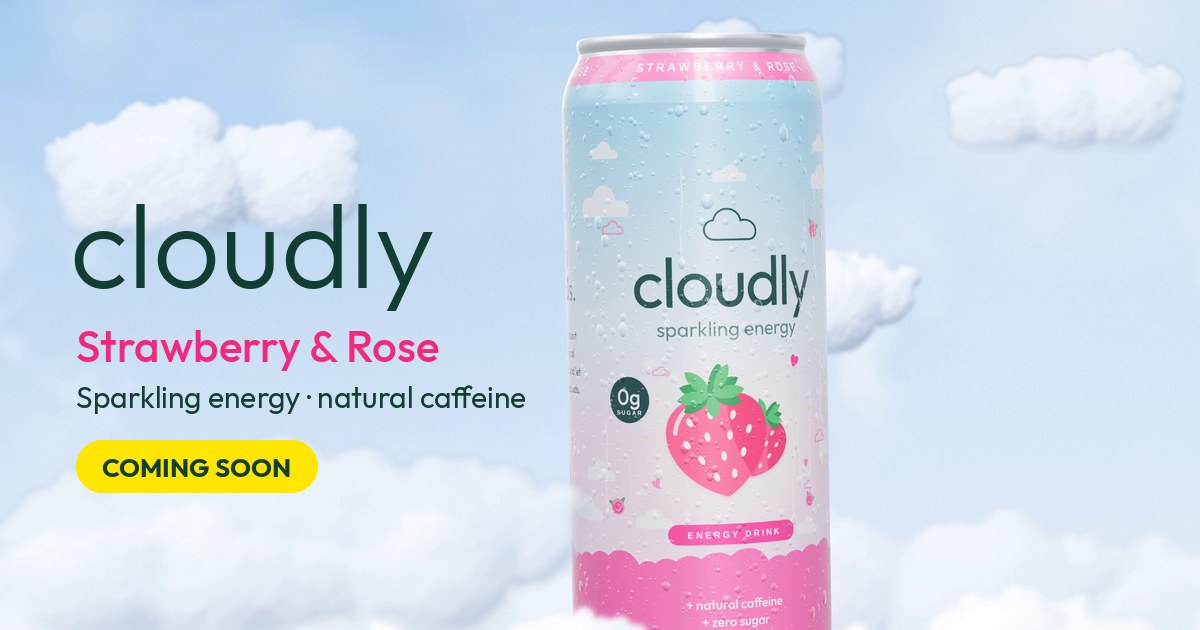 cloudly
Strawberry & Rose
Sparkling energy · natural caffeine
COMING SOON
STRAWBERRY & ROSE
cloudly
sparkling energy
0g
SUGAR
ENERGY DRINK
+ natural caffeine
+ zero sugar